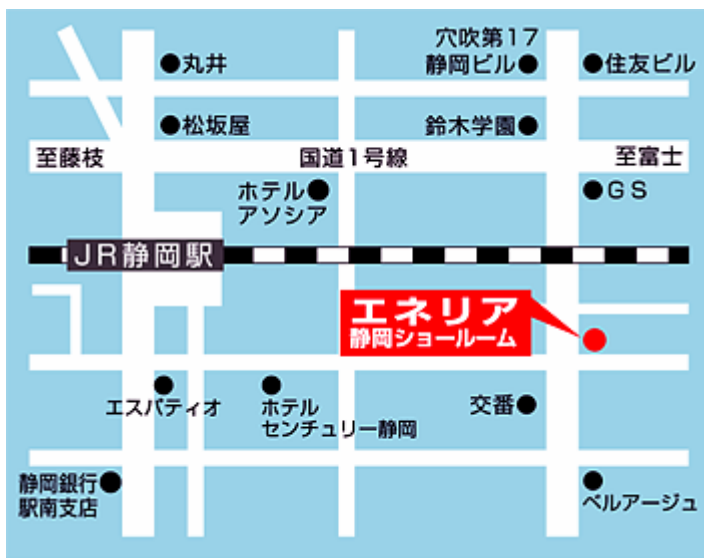 穴吹第17
静岡ビル
丸井
住友ビル
松坂屋
鈴木学園
至藤枝
国道1号線
至富士
ホテル
アソシア
GS
JR静岡駅
エネリア
静岡ショールーム
エスパティオ
ホテル
センチュリー静岡
交番
静岡銀行
駅南支店
ベルアージュ